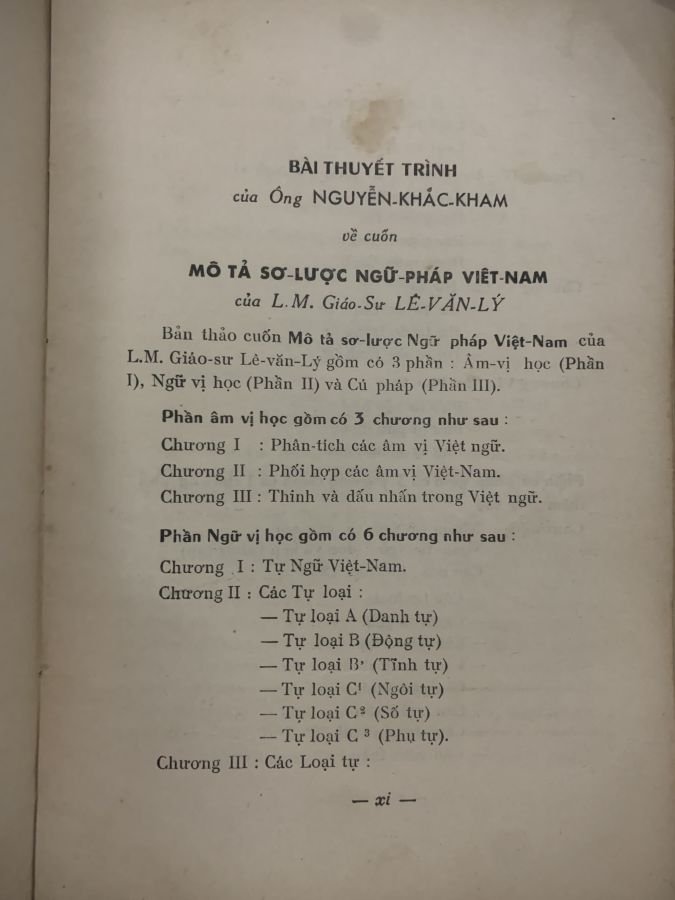 BÀI THUYẾT TRÌNH
của Ông NGUYỄN-KHẮC-KHAM
về cuốn
MÔ TẢ SƠ-LƯỢC NGỮ-PHÁP VIÊT-NAM
của L.M. Giáo-Sư LÊ-VĂN-LÝ
Bản thảo cuốn Mô tả sơ-lược Ngữ pháp Việt-Nam của
L.M. Giáo-sư Lê-văn-Lý gồm có 3 phần : Âm-vị học (Phần
I), Ngữ vị học (Phần II) và Cú pháp (Phần III).
Phần âm vị học gồm có 3 chương như sau :
Chương I : Phân-tích các âm vị Việt ngữ.
Chương II : Phối hợp các âm vị Việt-Nam.
Chương III : Thinh và dấu nhấn trong Việt ngữ.
Phần Ngữ vị học gồm có 6 chương như sau :
Chương I : Tự Ngữ Việt-Nam.
Chương II : Các Tự loại :
— Tự loại A (Danh tự)
— Tự loại B (Động tự)
— Tự loại B' (Tĩnh tự)
— Tự loại C¹ (Ngôi tự)
— Tự loại C² (Số tự)
— Tự loại C³ (Phụ tự).
Chương III : Các Loại tự :
— xi —